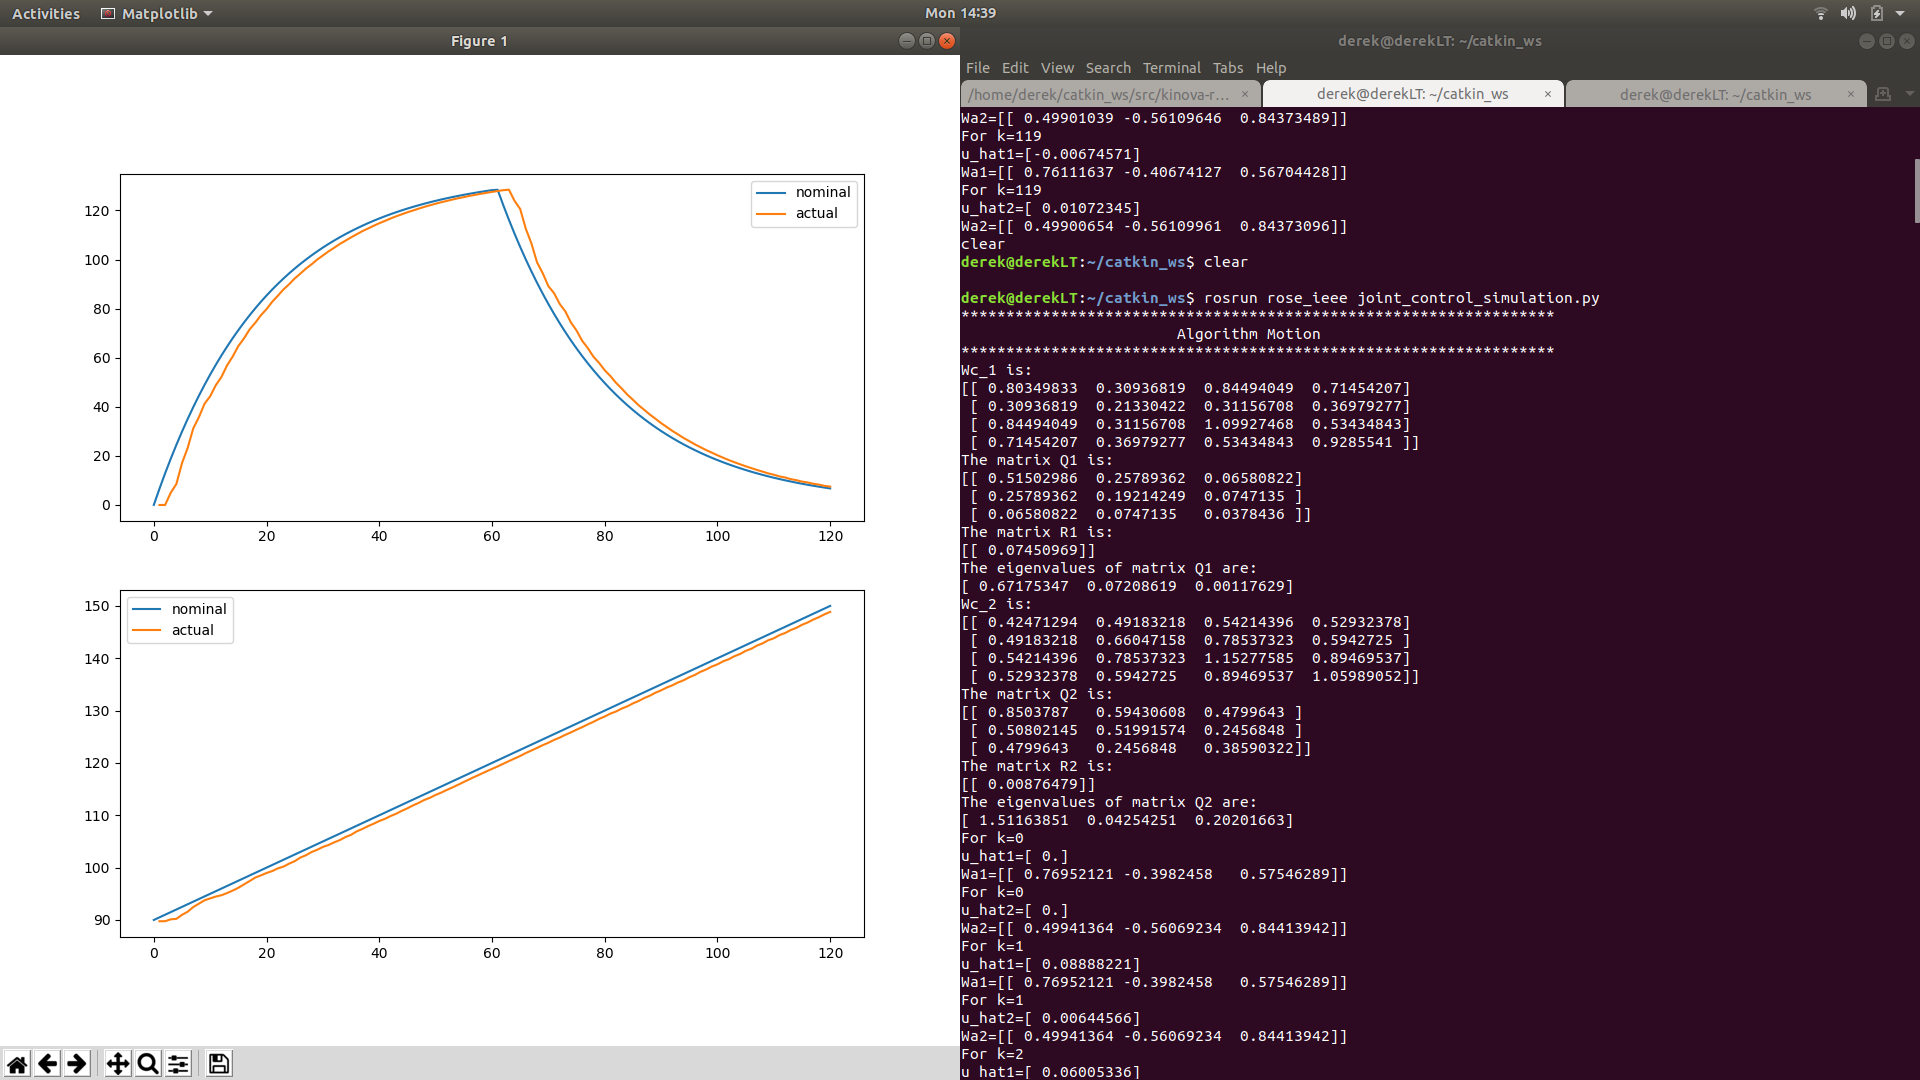 Activities Matplotlib Mon 14:39
Figure 1
nominal
actual
120
100
80
60
40
20
0
0 20 40 60 80 100 120
nominal
actual
150
140
130
120
110
100
90
0 20 40 60 80 100 120
derek@derekLT: ~/catkin_ws
File Edit View Search Terminal Tabs Help
/home/derek/catkin_ws/src/kinova-r... × derek@derekLT: ~/catkin_ws × derek@derekLT: ~/catkin_ws ×
Wa2=[[ 0.49901039 -0.56109646  0.84373489]]
For k=119
u_hat1=[-0.00674571]
Wa1=[[ 0.76111637 -0.40674127  0.56704428]]
For k=119
u_hat2=[ 0.01072345]
Wa2=[[ 0.49900654 -0.56109961  0.84373096]]
clear
derek@derekLT:~/catkin_ws$ clear
derek@derekLT:~/catkin_ws$ rosrun rose_ieee joint_control_simulation.py
******************************************************************
Algorithm Motion
******************************************************************
Wc_1 is:
[[ 0.80349833  0.30936819  0.84494049  0.71454207]
[ 0.30936819  0.21330422  0.31156708  0.36979277]
[ 0.84494049  0.31156708  1.09927468  0.53434843]
[ 0.71454207  0.36979277  0.53434843  0.9285541 ]]
The matrix Q1 is:
[[ 0.51502986  0.25789362  0.06580822]
[ 0.25789362  0.19214249  0.0747135 ]
[ 0.06580822  0.0747135   0.0378436 ]]
The matrix R1 is:
[[ 0.07450969]]
The eigenvalues of matrix Q1 are:
[ 0.67175347  0.07208619  0.00117629]
Wc_2 is:
[[ 0.42471294  0.49183218  0.54214396  0.52932378]
[ 0.49183218  0.66047158  0.78537323  0.5942725 ]
[ 0.54214396  0.78537323  1.15277585  0.89469537]
[ 0.52932378  0.5942725   0.89469537  1.05989052]]
The matrix Q2 is:
[[ 0.8503787   0.59430608  0.4799643 ]
[ 0.50802145  0.51991574  0.2456848 ]
[ 0.4799643   0.2456848   0.38590322]]
The matrix R2 is:
[[ 0.00876479]]
The eigenvalues of matrix Q2 are:
[ 1.51163851  0.04254251  0.20201663]
For k=0
u_hat1=[ 0.]
Wa1=[[ 0.76952121 -0.3982458   0.57546289]]
For k=0
u_hat2=[ 0.]
Wa2=[[ 0.49941364 -0.56069234  0.84413942]]
For k=1
u_hat1=[ 0.08888221]
Wa1=[[ 0.76952121 -0.3982458   0.57546289]]
For k=1
u_hat2=[ 0.00644566]
Wa2=[[ 0.49941364 -0.56069234  0.84413942]]
For k=2
u_hat1=[ 0.06005336]